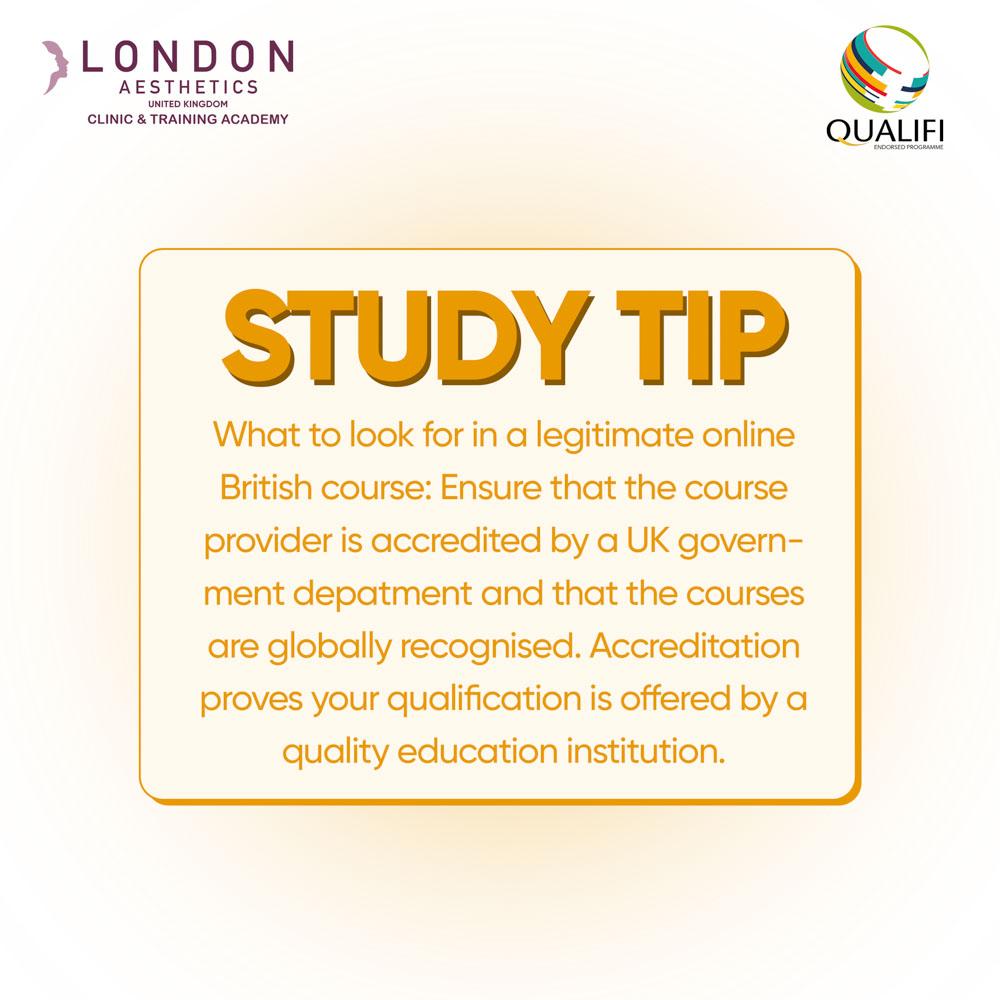 LONDON
AESTHETICS
UNITED KINGDOM
CLINIC & TRAINING ACADEMY
QUALIFI
ENDORSED PROGRAMME
STUDY TIP
What to look for in a legitimate online
British course: Ensure that the course
provider is accredited by a UK govern-
ment depatment and that the courses
are globally recognised. Accreditation
proves your qualification is offered by a
quality education institution.